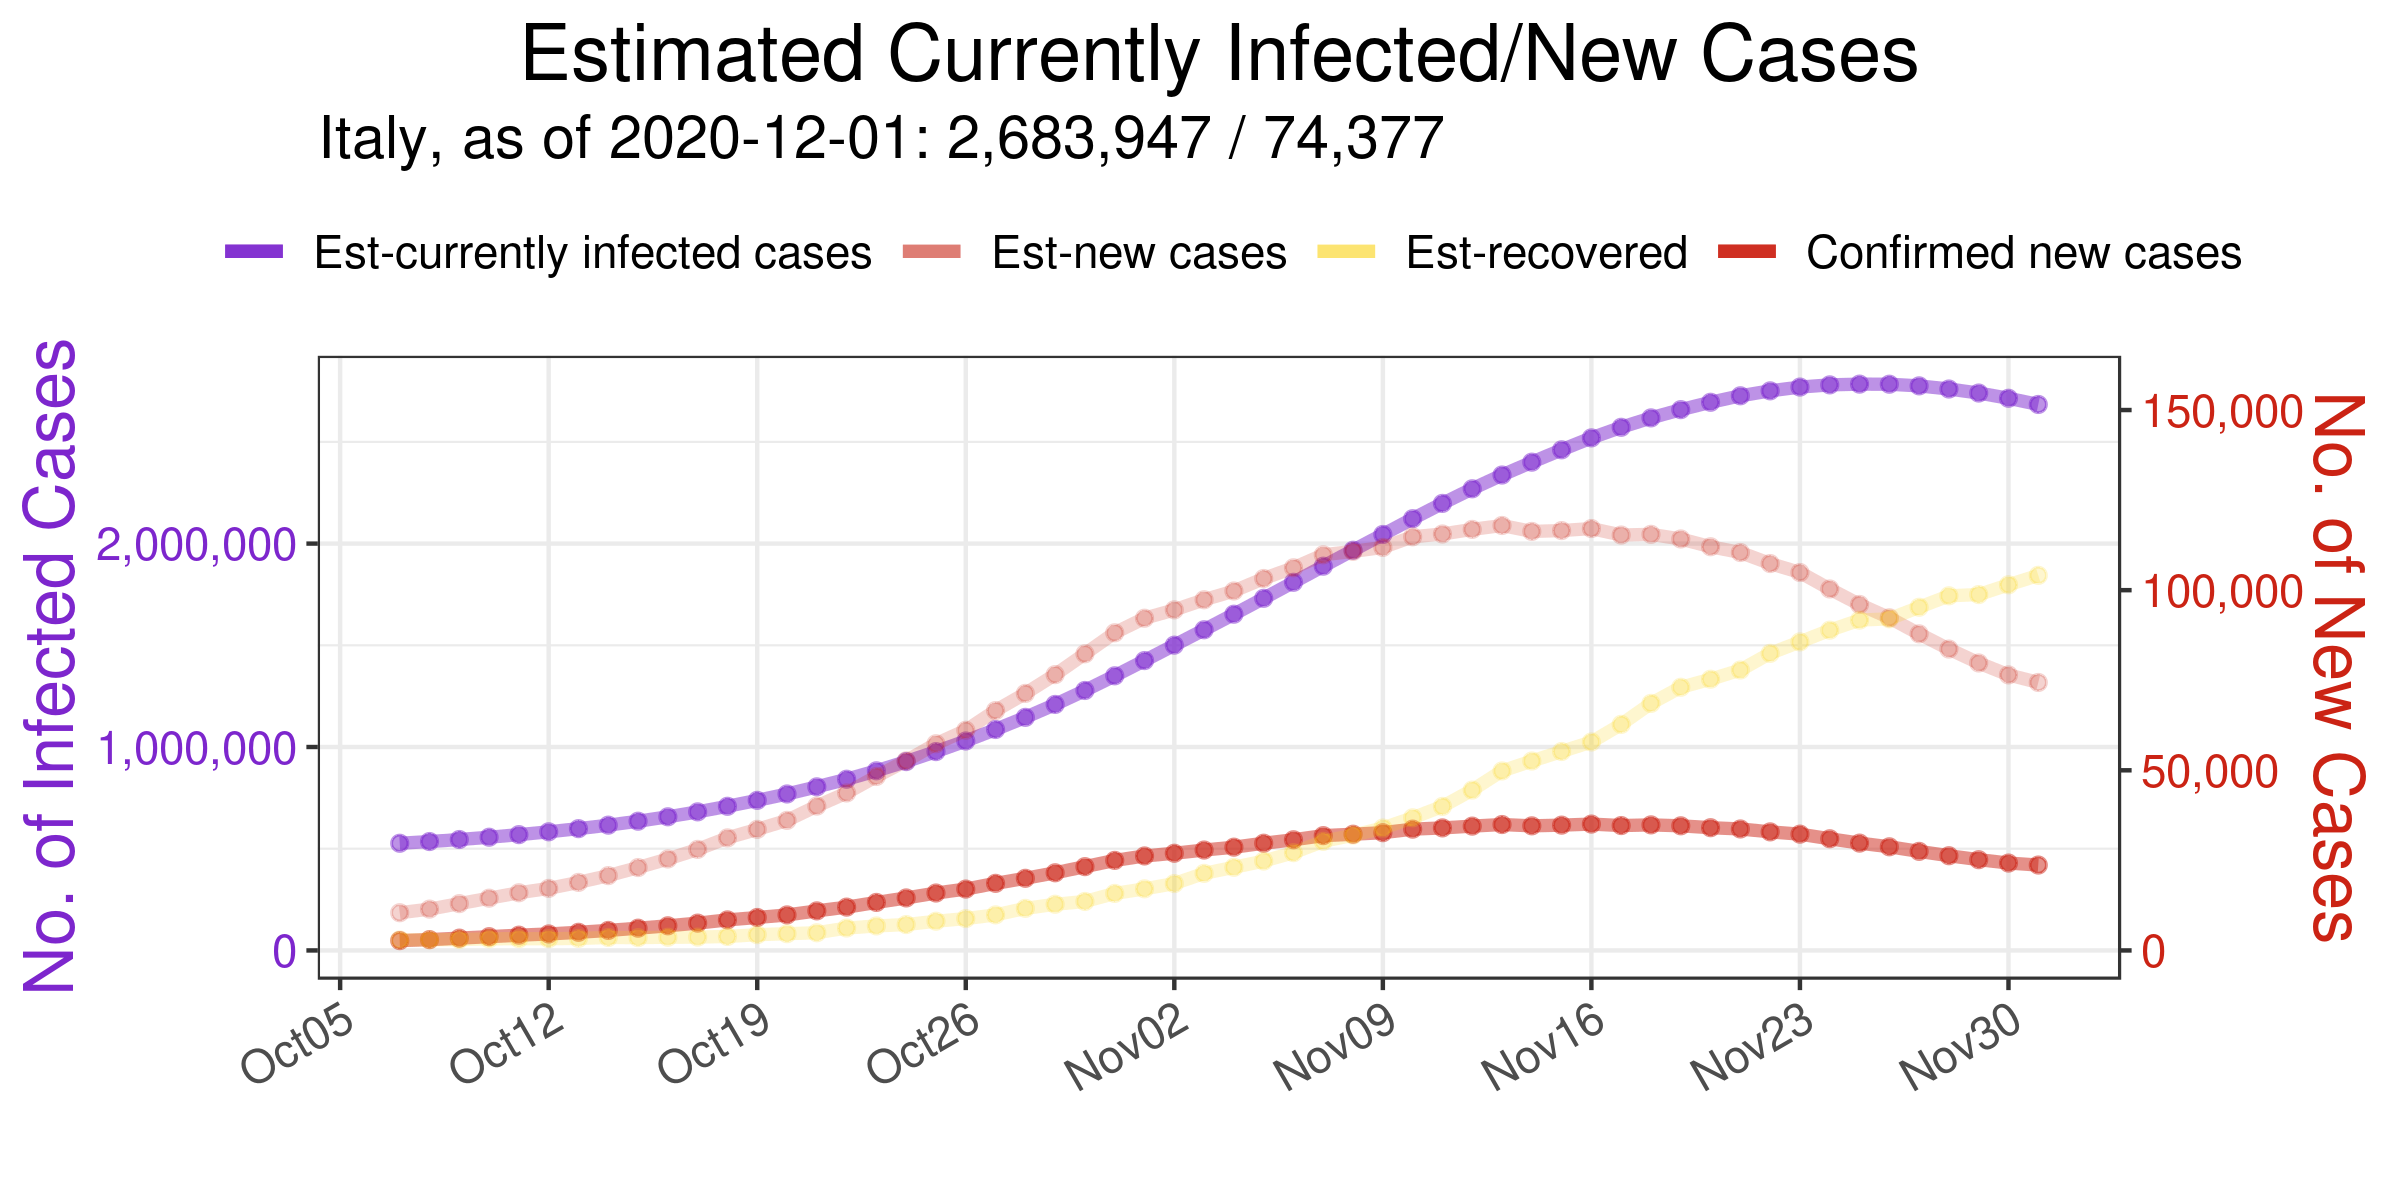 Estimated Currently Infected/New Cases
Italy, as of 2020-12-01: 2,683,947 / 74,377
Est-currently infected cases Est-new cases Est-recovered Confirmed new cases
No. of Infected Cases
2,000,000
1,000,000
0
150,000
100,000
50,000
0
No. of New Cases
Oct05 Oct12 Oct19 Oct26 Nov02 Nov09 Nov16 Nov23 Nov30